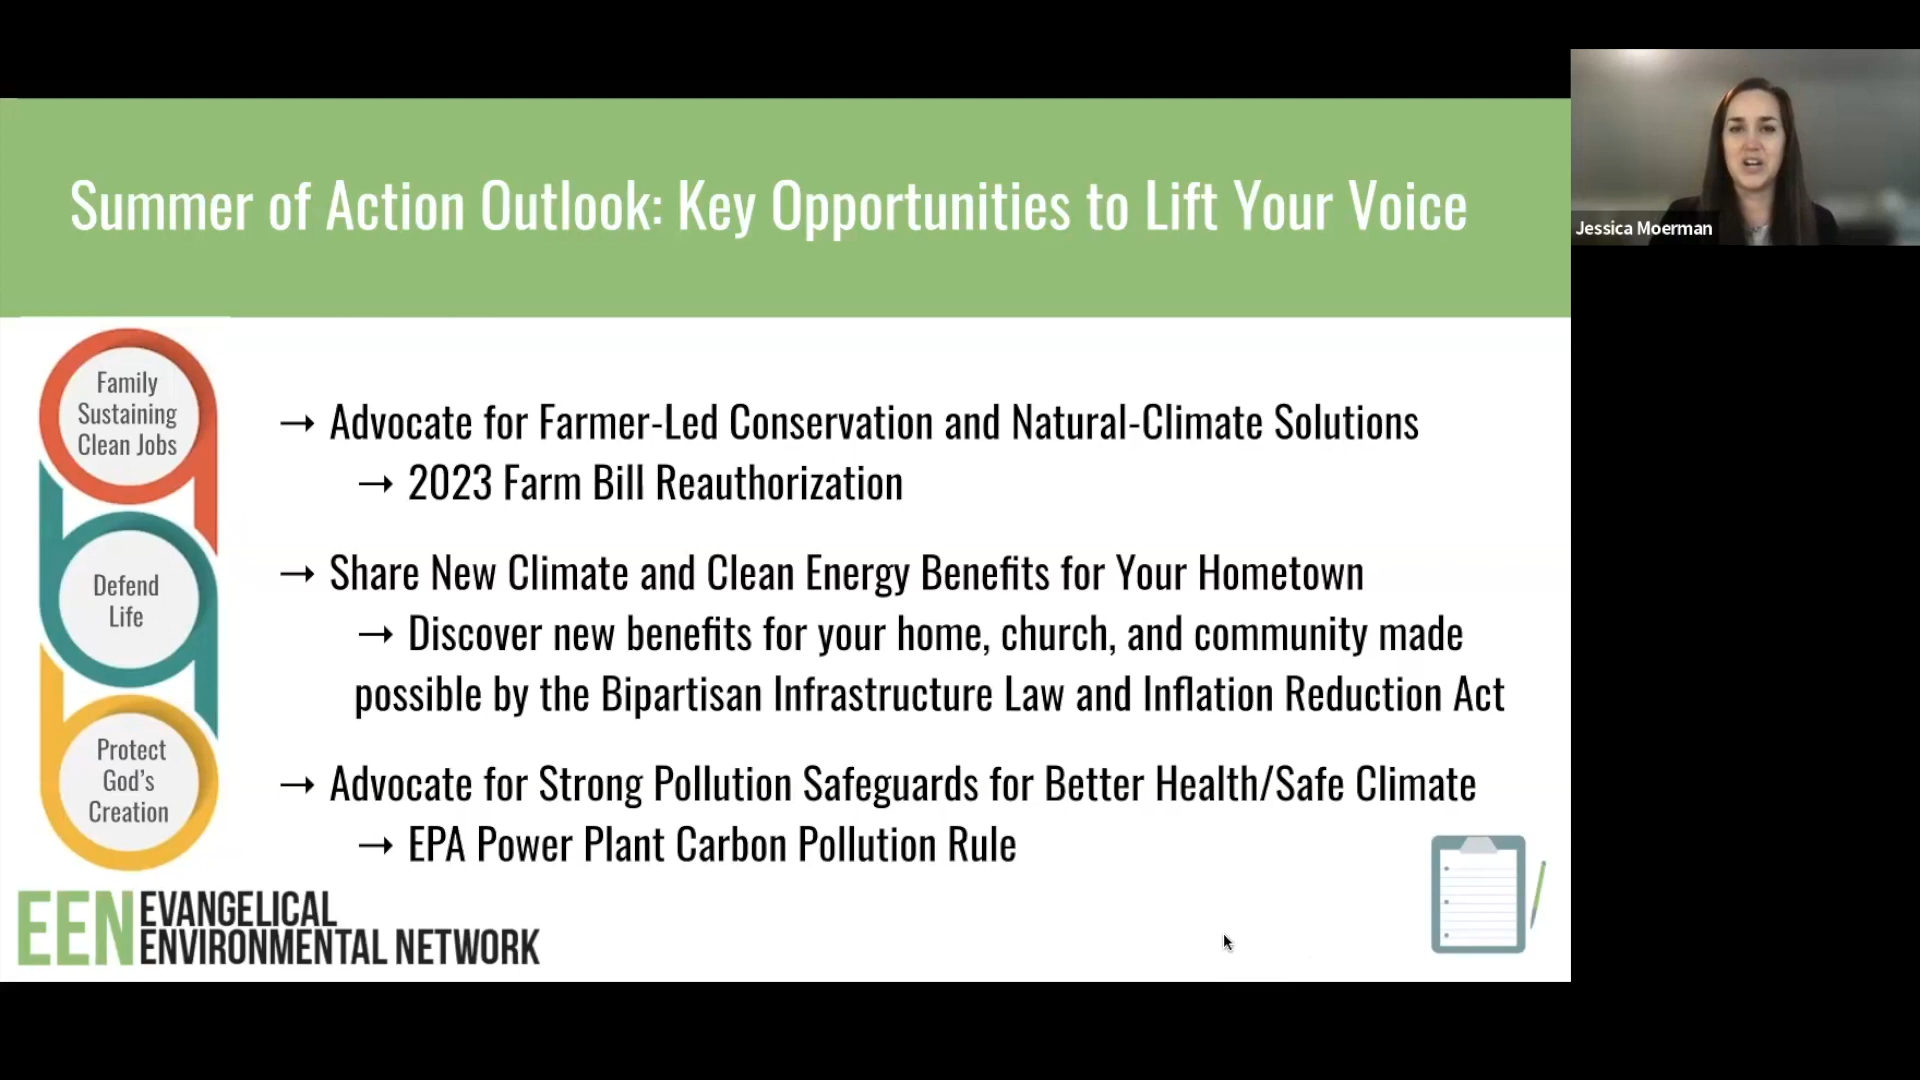 Summer of Action Outlook: Key Opportunities to Lift Your Voice
Jessica Moerman
Family
Sustaining
Clean Jobs
Defend
Life
Protect
God's
Creation
→ Advocate for Farmer-Led Conservation and Natural-Climate Solutions
→ 2023 Farm Bill Reauthorization
→ Share New Climate and Clean Energy Benefits for Your Hometown
→ Discover new benefits for your home, church, and community made
possible by the Bipartisan Infrastructure Law and Inflation Reduction Act
→ Advocate for Strong Pollution Safeguards for Better Health/Safe Climate
→ EPA Power Plant Carbon Pollution Rule
EEN EVANGELICAL
ENVIRONMENTAL NETWORK